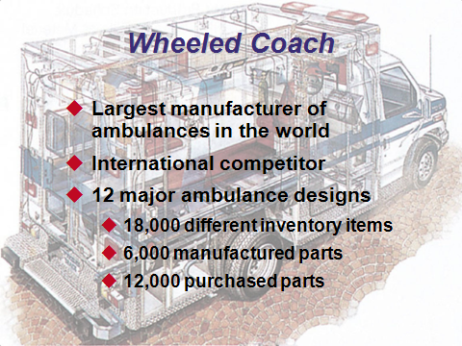 Wheeled Coach
Largest manufacturer of
ambulances in the world
International competitor
12 major ambulance designs
18,000 different inventory items
6,000 manufactured parts
12,000 purchased parts